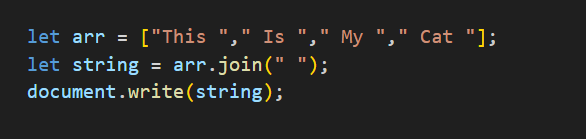 let arr = ["This "," Is "," My "," Cat "];
let string = arr.join(" ");
document.write(string);